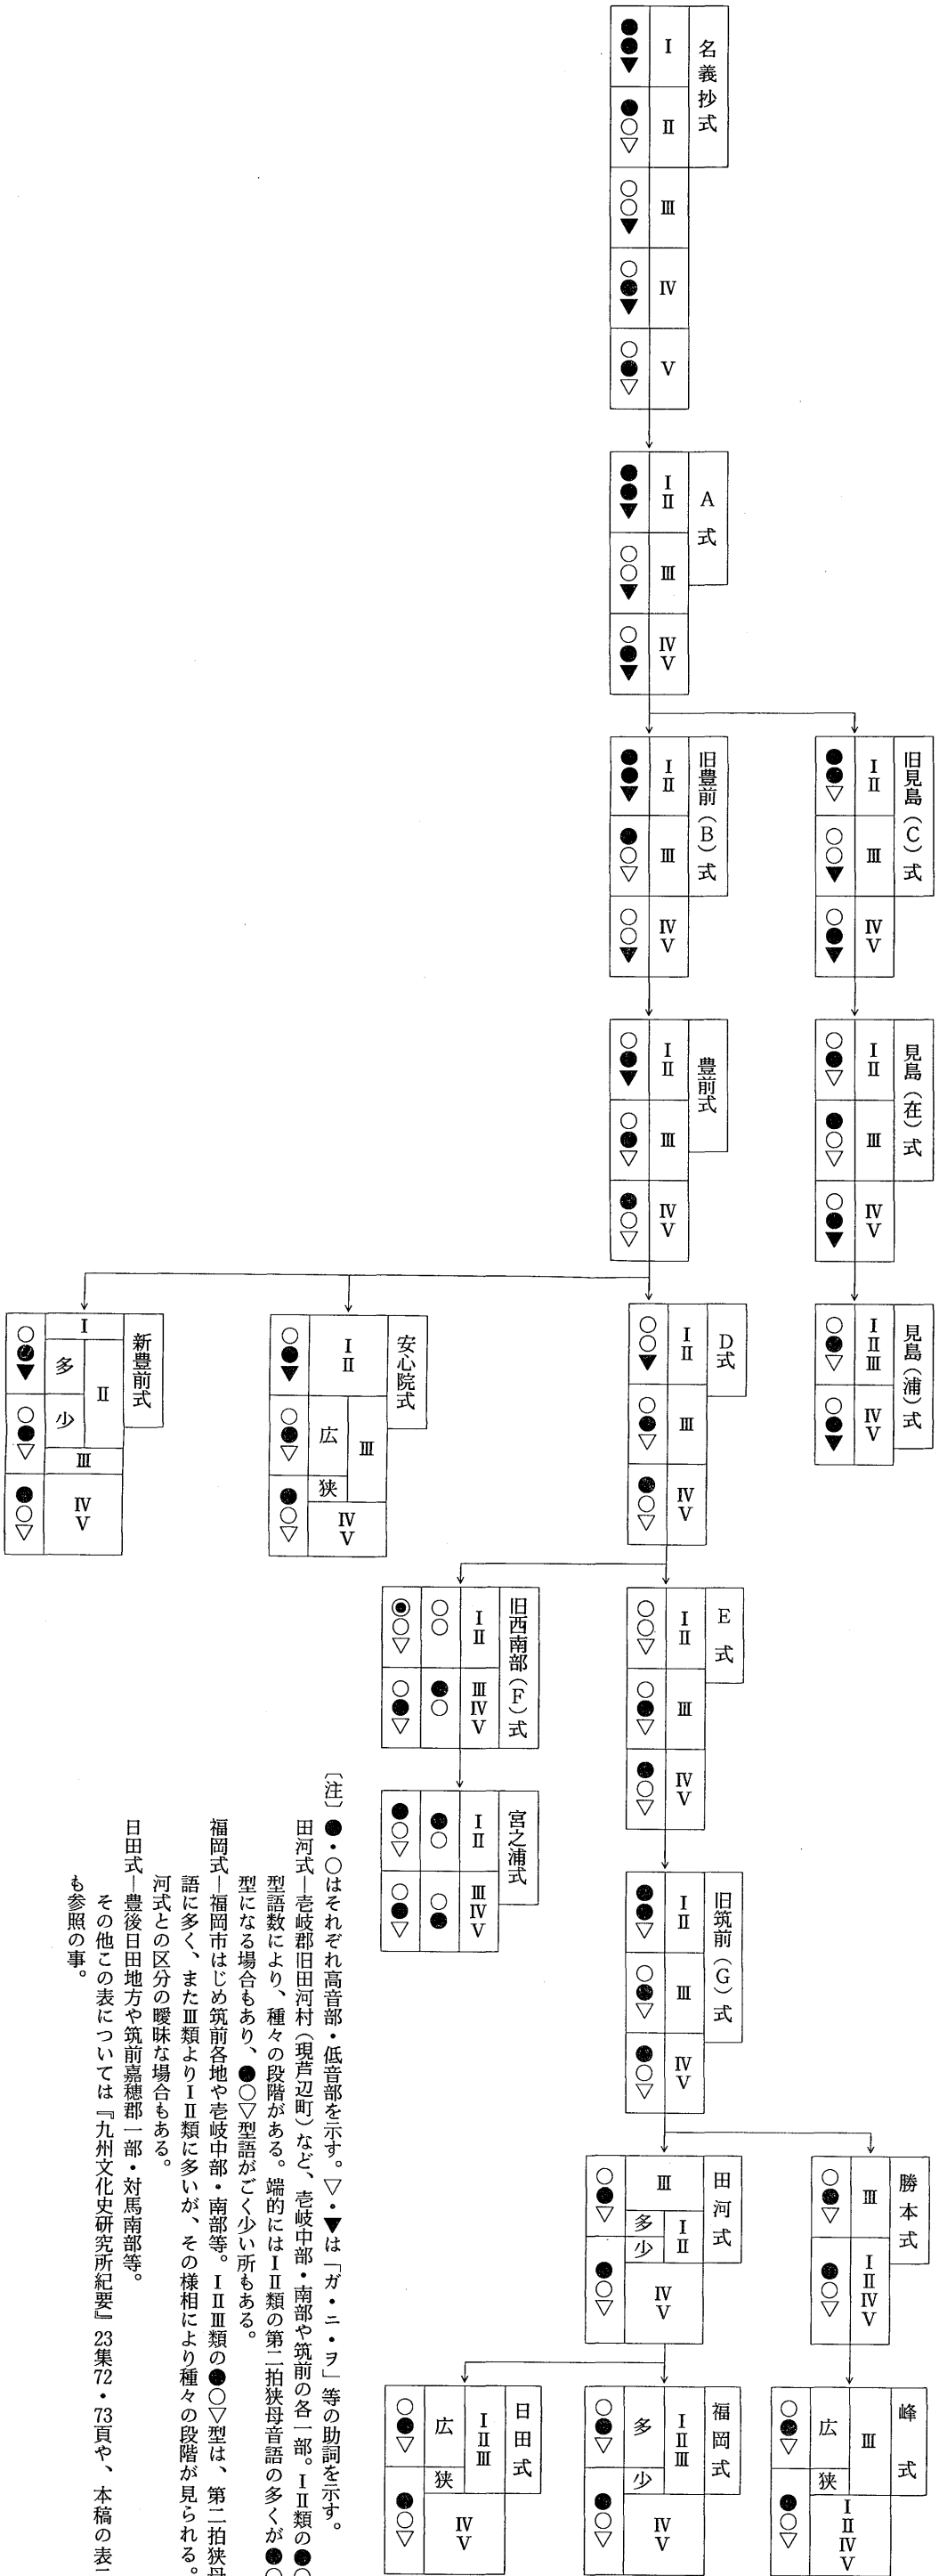 名義抄式
Ⅰ Ⅱ Ⅲ Ⅳ Ⅴ
●●▼ ●○▽ ○○▼ ○●▼ ○●▽
A式
ⅠⅡ Ⅲ ⅣⅤ
●●▼ ○○▼ ○●▼
旧見島(C)式
ⅠⅡ Ⅲ ⅣⅤ
●●▽ ○○▼ ○●▼
見島(在)式
ⅠⅡ Ⅲ ⅣⅤ
○●▽ ●○▽ ○●▼
見島(浦)式
ⅠⅡⅢ ⅣⅤ
○●▽ ○●▼
旧豊前(B)式
ⅠⅡ Ⅲ ⅣⅤ
●●▼ ●○▽ ○○▼
豊前式
ⅠⅡ Ⅲ ⅣⅤ
○●▼ ○●▽ ●○▽
D式
ⅠⅡ Ⅲ ⅣⅤ
○○▼ ○●▽ ●○▽
安心院式
ⅠⅡ Ⅲ 広 狭 ⅣⅤ
○●▼ ○●▽ ●○▽
新豊前式
Ⅰ Ⅱ 多 少 Ⅲ ⅣⅤ
○●▼ ○●▽ ●○▽
E式
ⅠⅡ Ⅲ ⅣⅤ
○○▽ ○●▽ ●○▽
旧西南部(F)式
ⅠⅡ ⅢⅣⅤ
○○ ●○
◉○▽ ○●▽
宮之浦式
ⅠⅡ ⅢⅣⅤ
●○ ○●
●○▽ ○●▽
旧筑前(G)式
ⅠⅡ Ⅲ ⅣⅤ
●●▽ ○●▽ ●○▽
勝本式
Ⅲ ⅠⅡⅣⅤ
○●▽ ●○▽
峰式
Ⅲ 広 狭 ⅠⅡⅣⅤ
○●▽ ●○▽
田河式
Ⅲ ⅠⅡ 多 少 ⅣⅤ
○●▽ ●○▽
福岡式
ⅠⅡⅢ 多 少 ⅣⅤ
○●▽ ●○▽
日田式
ⅠⅡⅢ 広 狭 ⅣⅤ
○●▽ ●○▽
〔注〕●・○はそれぞれ高音部・低音部を示す。▽・▼は「ガ・ニ・ヲ」等の助詞を示す。
田河式―壱岐郡旧田河村(現芦辺町)など、壱岐中部・南部や筑前の各一部。ⅠⅡ類の●○
型語数により、種々の段階がある。端的にはⅠⅡ類の第二拍狭母音語の多くが●○
型になる場合もあり、●○▽型語がごく少い所もある。
福岡式―福岡市はじめ筑前各地や壱岐中部・南部等。ⅠⅡⅢ類の●○▽型は、第二拍狭母
語に多く、またⅢ類よりⅠⅡ類に多いが、その様相により種々の段階が見られる。
河式との区分の曖昧な場合もある。
日田式―豊後日田地方や筑前嘉穂郡一部・対馬南部等。
その他この表については『九州文化史研究所紀要』23集72・73頁や、本稿の表
も参照の事。